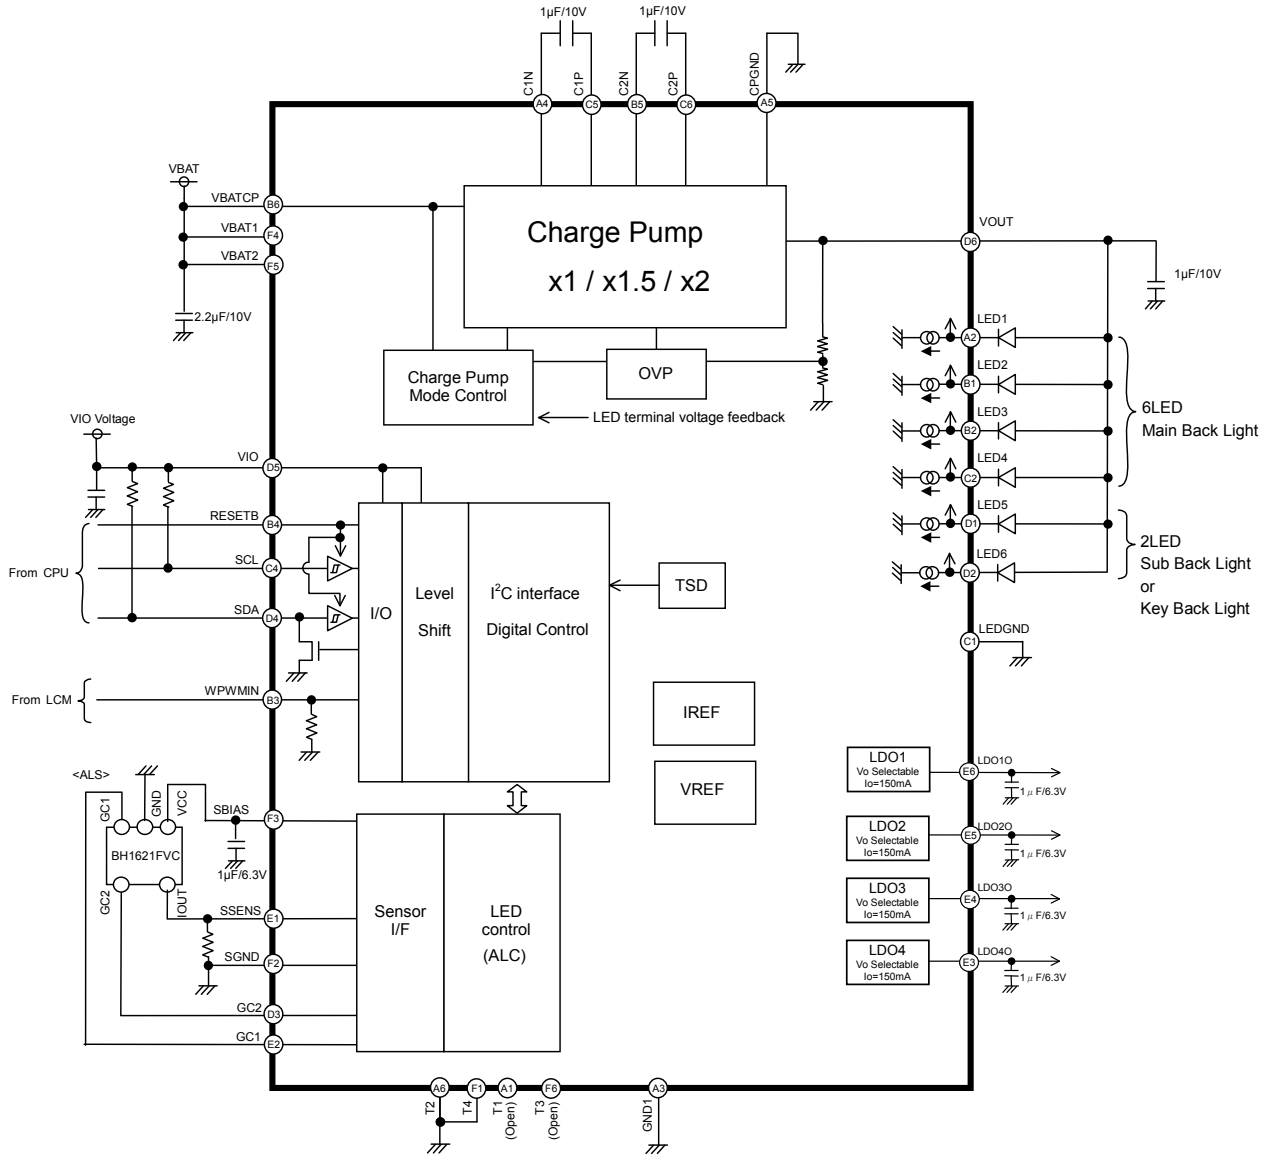 1μF/10V
1μF/10V
C1N
C1P
C2N
C2P
CPGND
A4
C5
B5
C6
A5
VBAT
VBATCP
B6
VBAT1
F4
VBAT2
F5
2.2μF/10V
Charge Pump
x1 / x1.5 / x2
VOUT
D6
1μF/10V
Charge Pump
Mode Control
OVP
LED terminal voltage feedback
LED1
A2
LED2
B1
LED3
B2
LED4
C2
LED5
D1
LED6
D2
6LED
Main Back Light
2LED
Sub Back Light
or
Key Back Light
LEDGND
C1
VIO Voltage
VIO
D5
RESETB
B4
SCL
C4
SDA
D4
From CPU
WPWMIN
B3
From LCM
I/O
Level
Shift
I²C interface
Digital Control
TSD
IREF
VREF
<ALS>
GC1
GND
VCC
BH1621FVC
GC2
IOUT
SBIAS
F3
1μF/6.3V
SSENS
E1
SGND
F2
GC2
D3
GC1
E2
Sensor
I/F
LED
control
(ALC)
LDO1
Vo Selectable
Io=150mA
E6
LDO1O
1μF/6.3V
LDO2
Vo Selectable
Io=150mA
E5
LDO2O
1μF/6.3V
LDO3
Vo Selectable
Io=150mA
E4
LDO3O
1μF/6.3V
LDO4
Vo Selectable
Io=150mA
E3
LDO4O
1μF/6.3V
A6
F1
A1
F6
A3
T2
T4
T1
(Open)
T3
(Open)
GND1